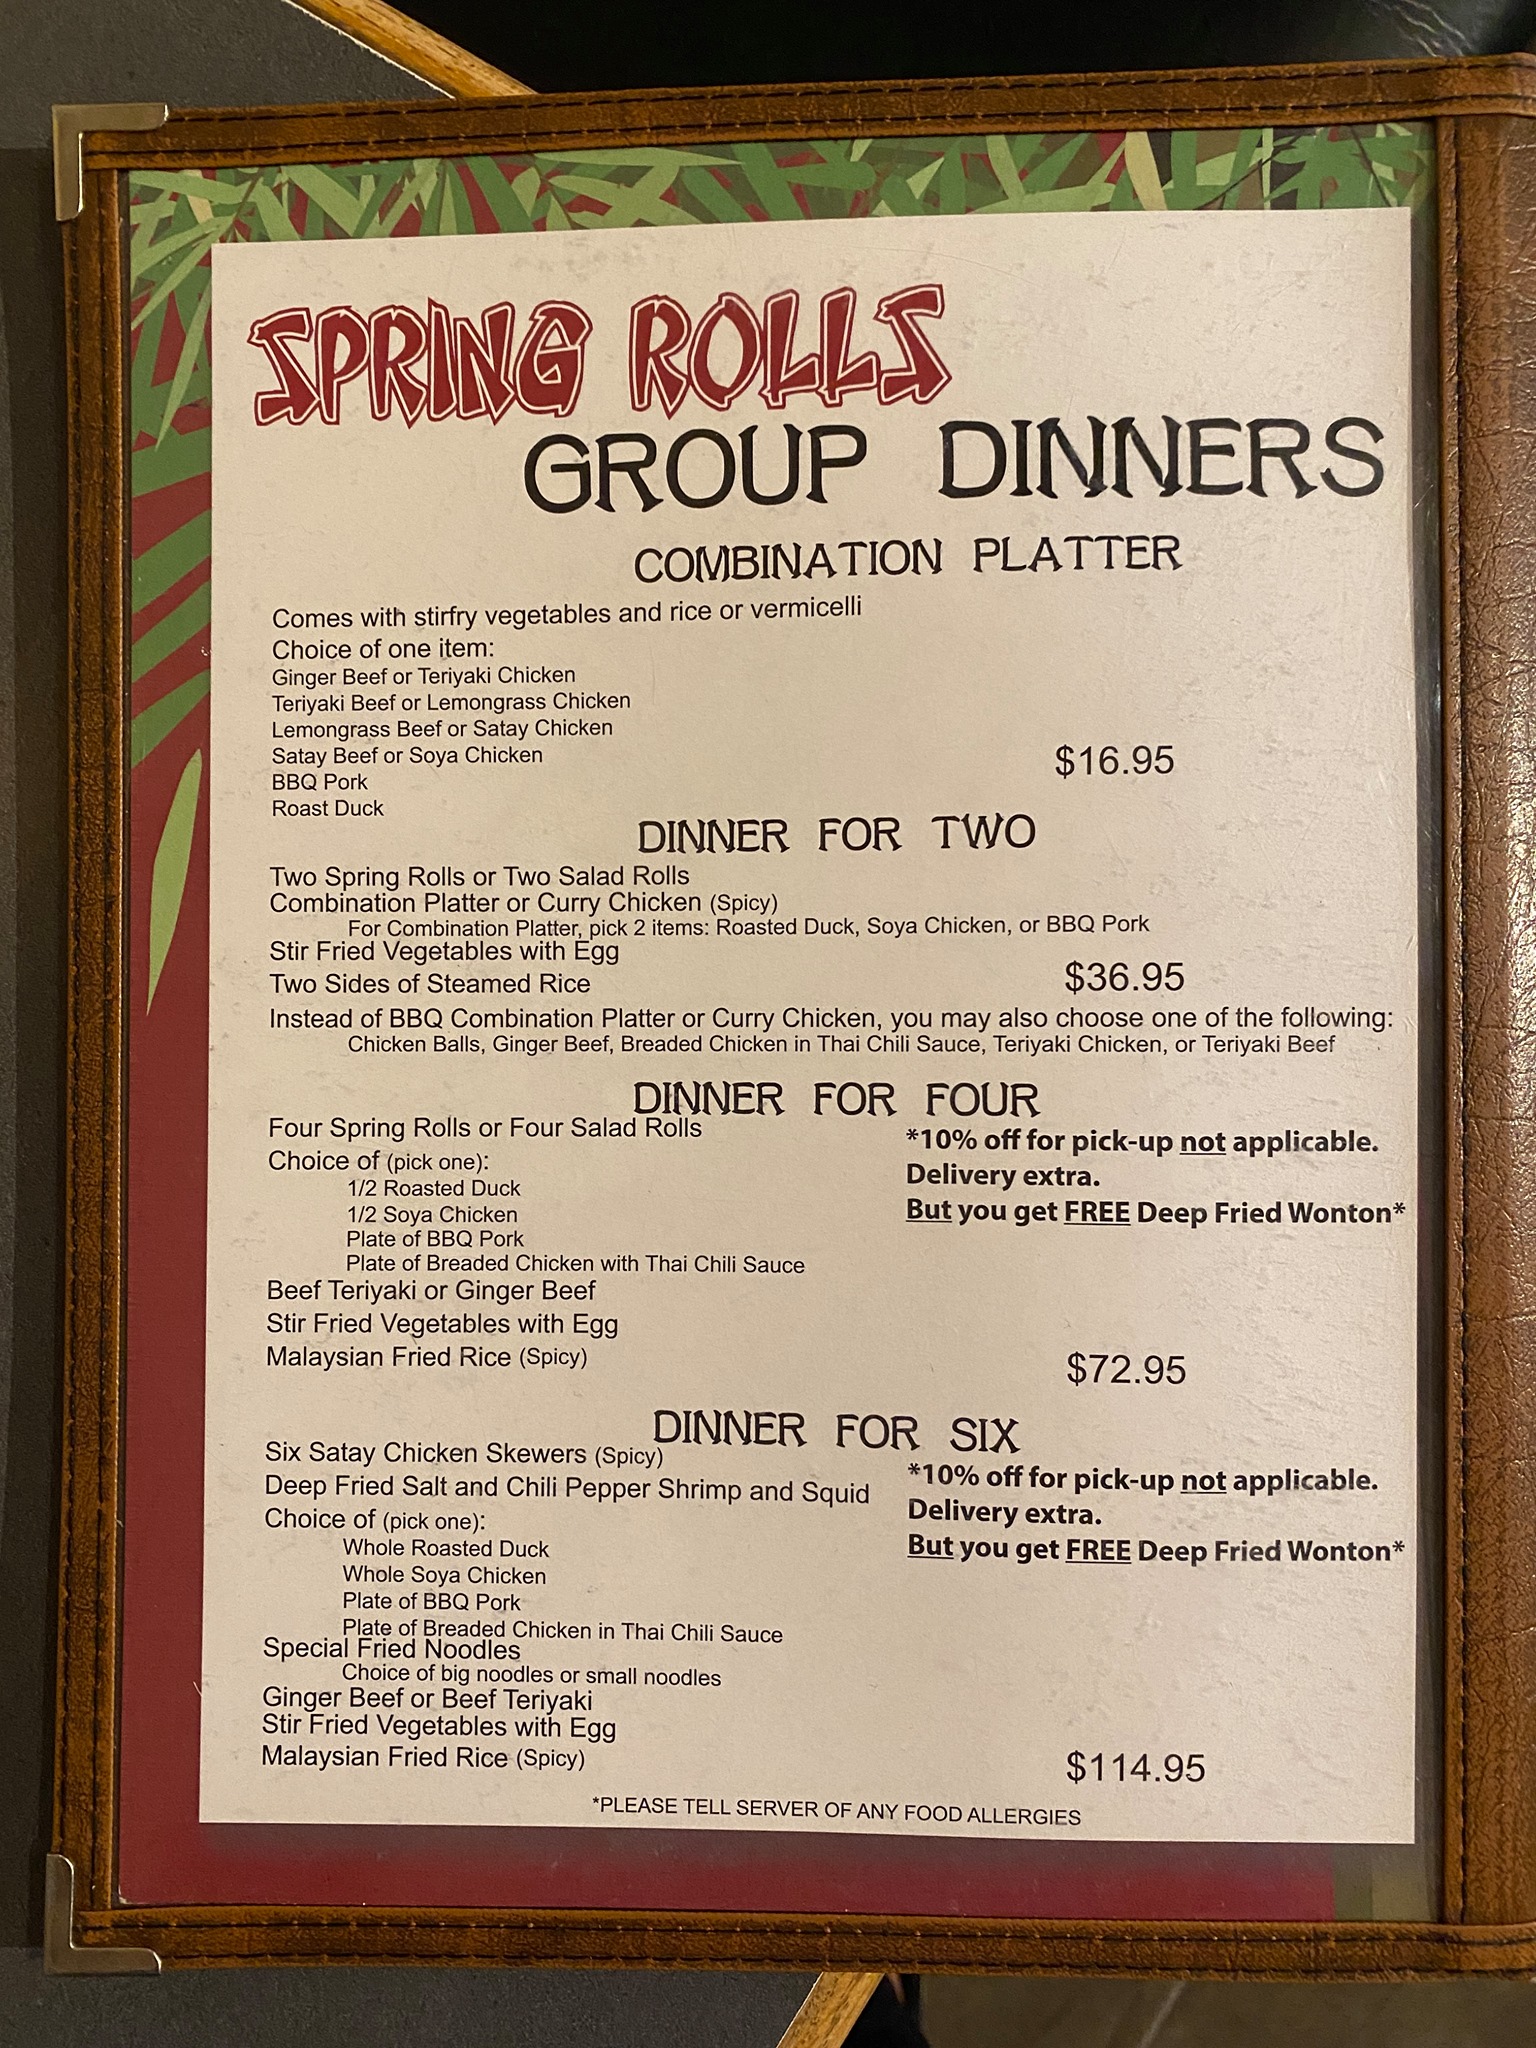 SPRING ROLLS
GROUP DINNERS
COMBINATION PLATTER
Comes with stirfry vegetables and rice or vermicelli
Choice of one item:
Ginger Beef or Teriyaki Chicken
Teriyaki Beef or Lemongrass Chicken
Lemongrass Beef or Satay Chicken
Satay Beef or Soya Chicken
$16.95
BBQ Pork
Roast Duck
DINNER FOR TWO
Two Spring Rolls or Two Salad Rolls
Combination Platter or Curry Chicken (Spicy)
For Combination Platter, pick 2 items: Roasted Duck, Soya Chicken, or BBQ Pork
Stir Fried Vegetables with Egg
Two Sides of Steamed Rice
$36.95
Instead of BBQ Combination Platter or Curry Chicken, you may also choose one of the following:
Chicken Balls, Ginger Beef, Breaded Chicken in Thai Chili Sauce, Teriyaki Chicken, or Teriyaki Beef
DINNER FOR FOUR
Four Spring Rolls or Four Salad Rolls
Choice of (pick one):
1/2 Roasted Duck
1/2 Soya Chicken
Plate of BBQ Pork
Plate of Breaded Chicken with Thai Chili Sauce
*10% off for pick-up not applicable.
Delivery extra.
But you get FREE Deep Fried Wonton*
Beef Teriyaki or Ginger Beef
Stir Fried Vegetables with Egg
Malaysian Fried Rice (Spicy)
$72.95
DINNER FOR SIX
Six Satay Chicken Skewers (Spicy)
Deep Fried Salt and Chili Pepper Shrimp and Squid
Choice of (pick one):
Whole Roasted Duck
Whole Soya Chicken
Plate of BBQ Pork
Plate of Breaded Chicken in Thai Chili Sauce
*10% off for pick-up not applicable.
Delivery extra.
But you get FREE Deep Fried Wonton*
Special Fried Noodles
Choice of big noodles or small noodles
Ginger Beef or Beef Teriyaki
Stir Fried Vegetables with Egg
Malaysian Fried Rice (Spicy)
$114.95
*PLEASE TELL SERVER OF ANY FOOD ALLERGIES